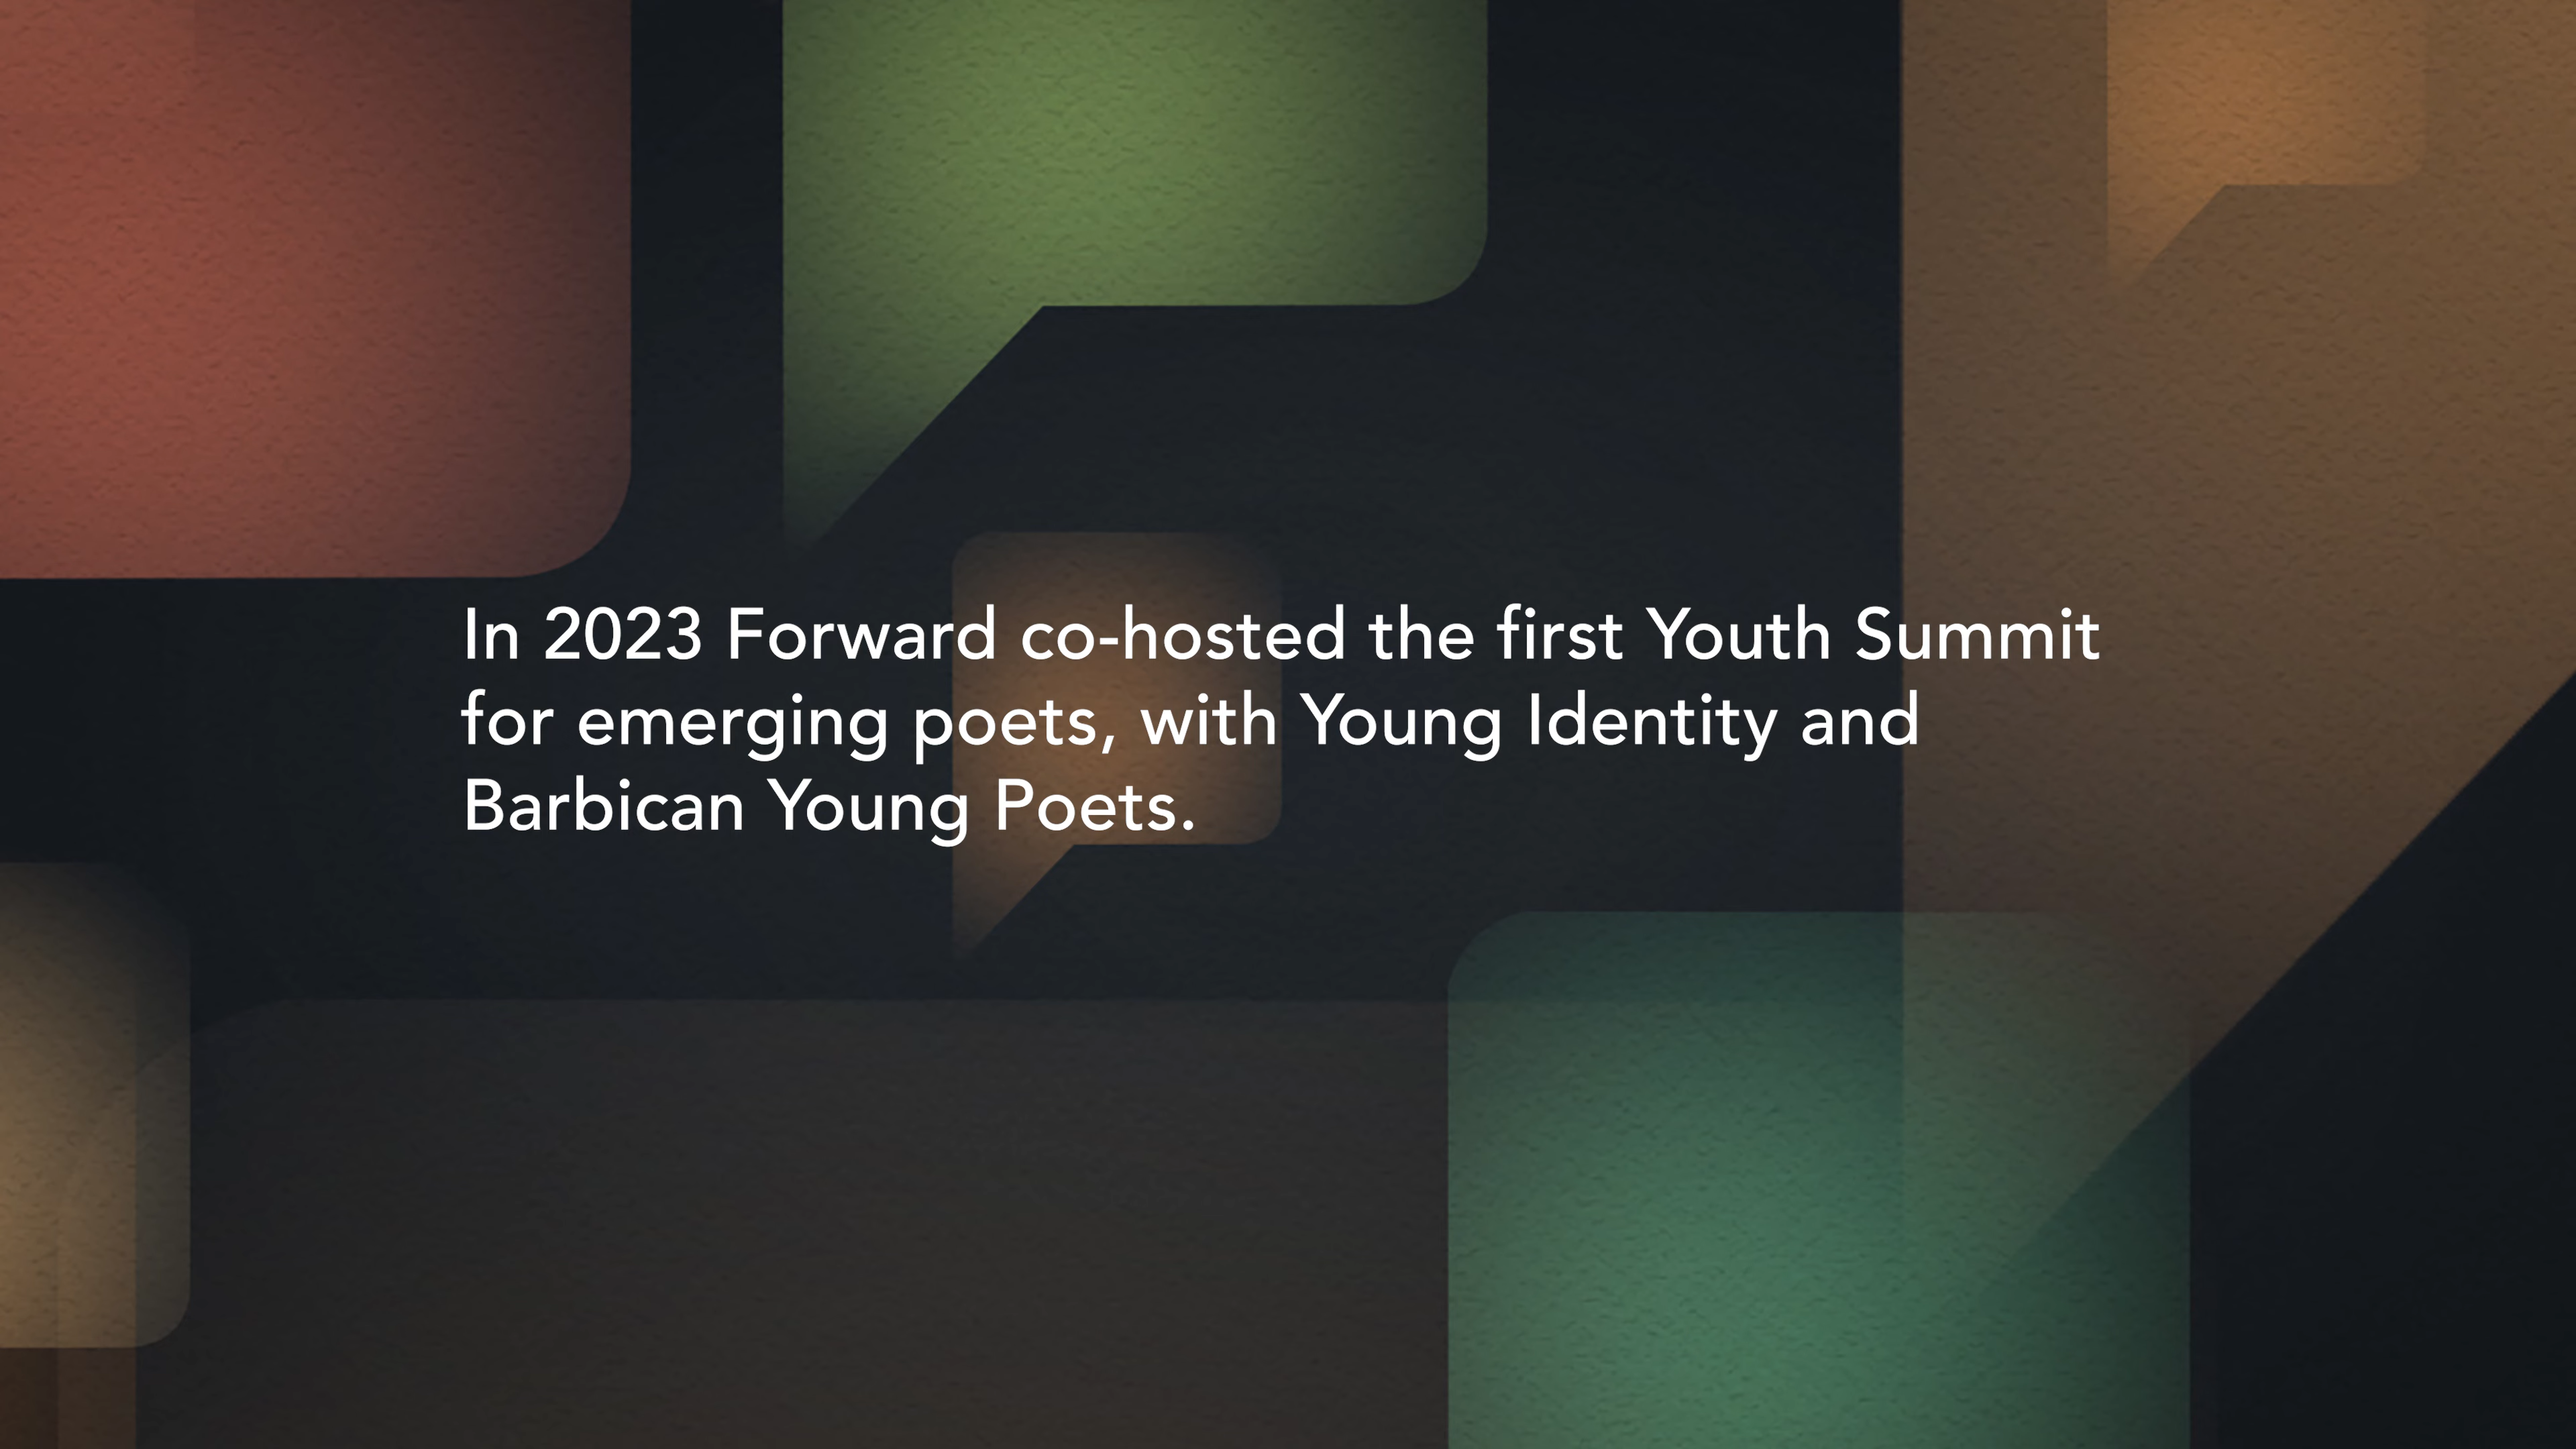 In 2023 Forward co-hosted the first Youth Summit
for emerging poets, with Young Identity and
Barbican Young Poets.